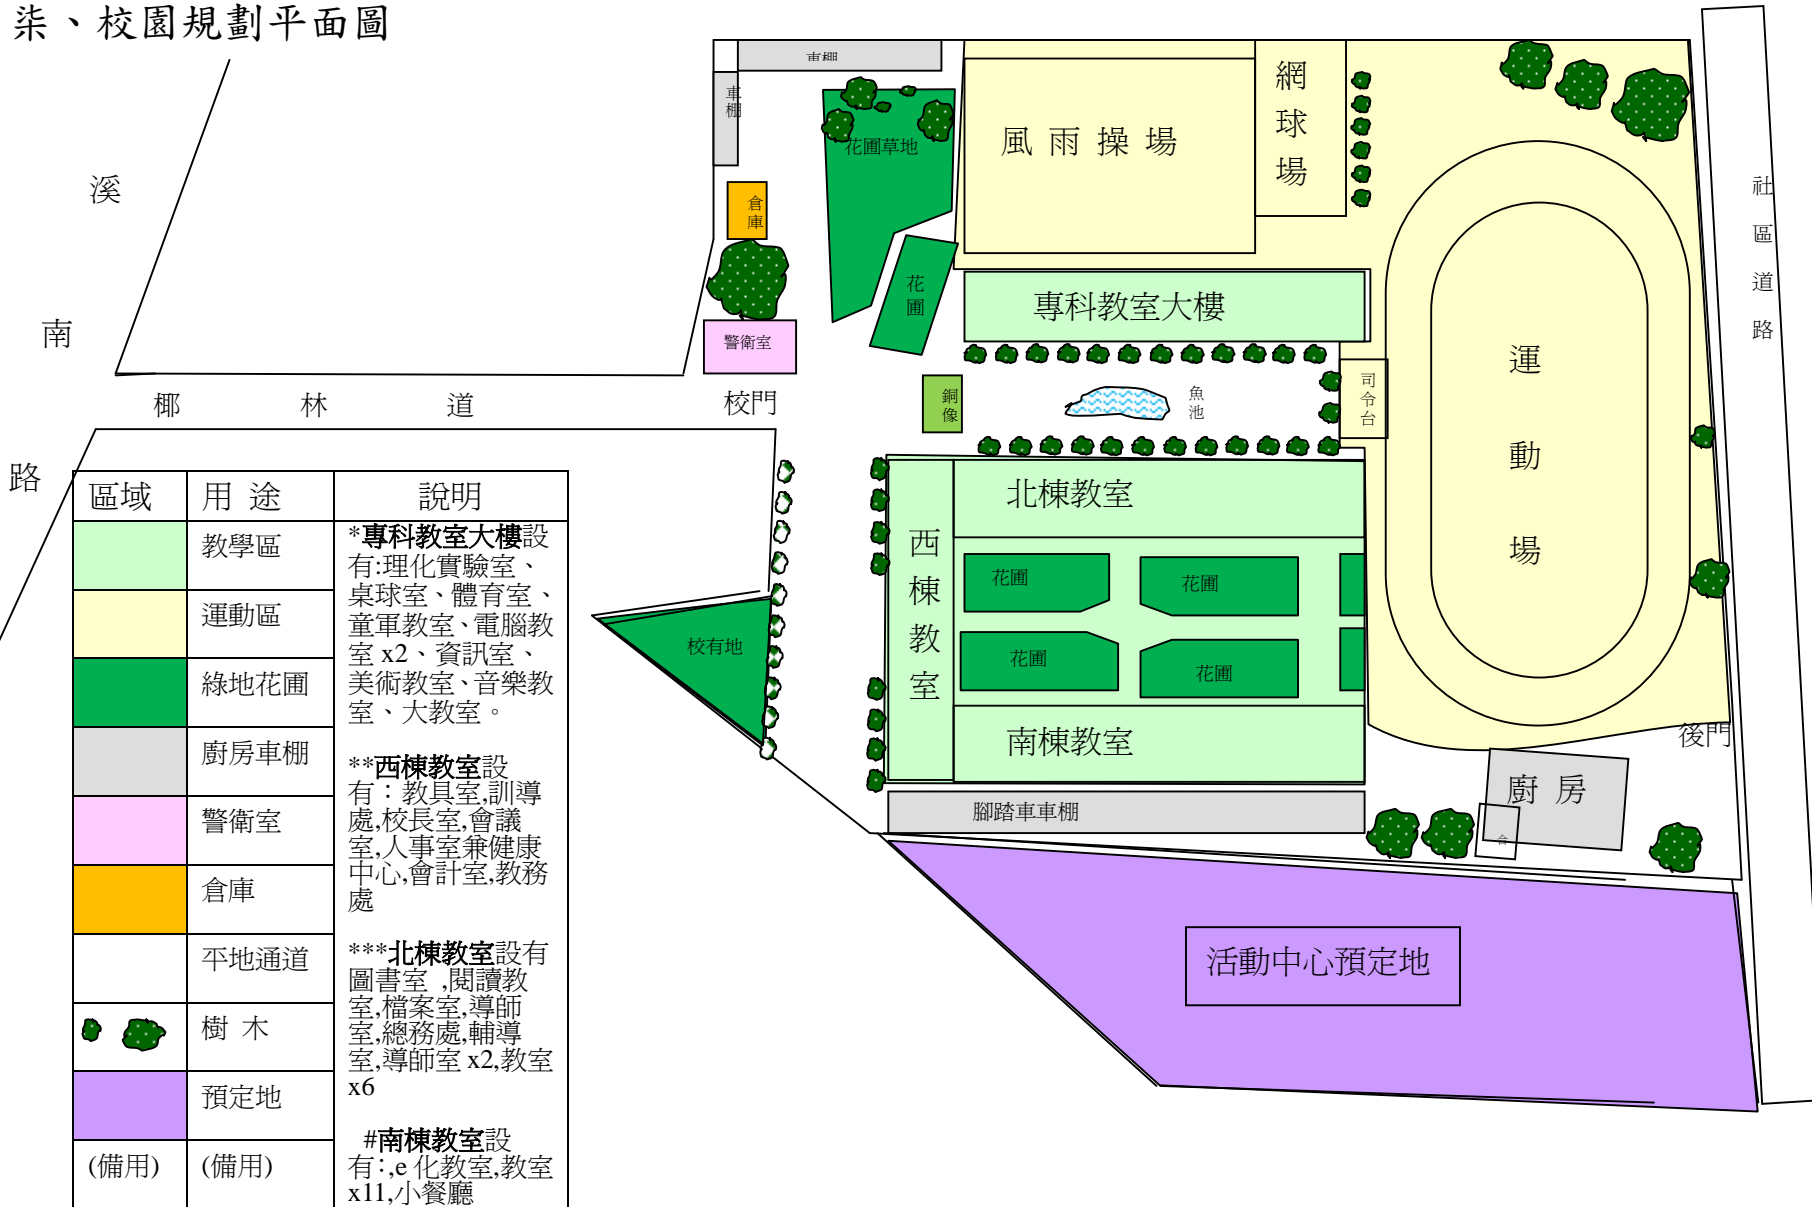 柒、校園規劃平面圖
車棚
車棚
倉庫
警衛室
校門
花圃草地
花圃
風雨操場
網球場
專科教室大樓
銅像
魚池
司令台
運動場
社區道路
溪南路
椰林道
北棟教室
西棟教室
花圃
花圃
花圃
花圃
南棟教室
校有地
腳踏車車棚
後門
廚房
活動中心預定地
區域 用途 說明
教學區
運動區
綠地花圃
廚房車棚
警衛室
倉庫
平地通道
樹木
預定地
(備用) (備用)
*專科教室大樓設
有:理化實驗室、
桌球室、體育室、
童軍教室、電腦教
室 x2、資訊室、
美術教室、音樂教
室、大教室。
**西棟教室設
有：教具室,訓導
處,校長室,會議
室,人事室兼健康
中心,會計室,教務
處
***北棟教室設有
圖書室 ,閱讀教
室,檔案室,導師
室,總務處,輔導
室,導師室 x2,教室
x6
#南棟教室設
有:,e 化教室,教室
x11,小餐廳